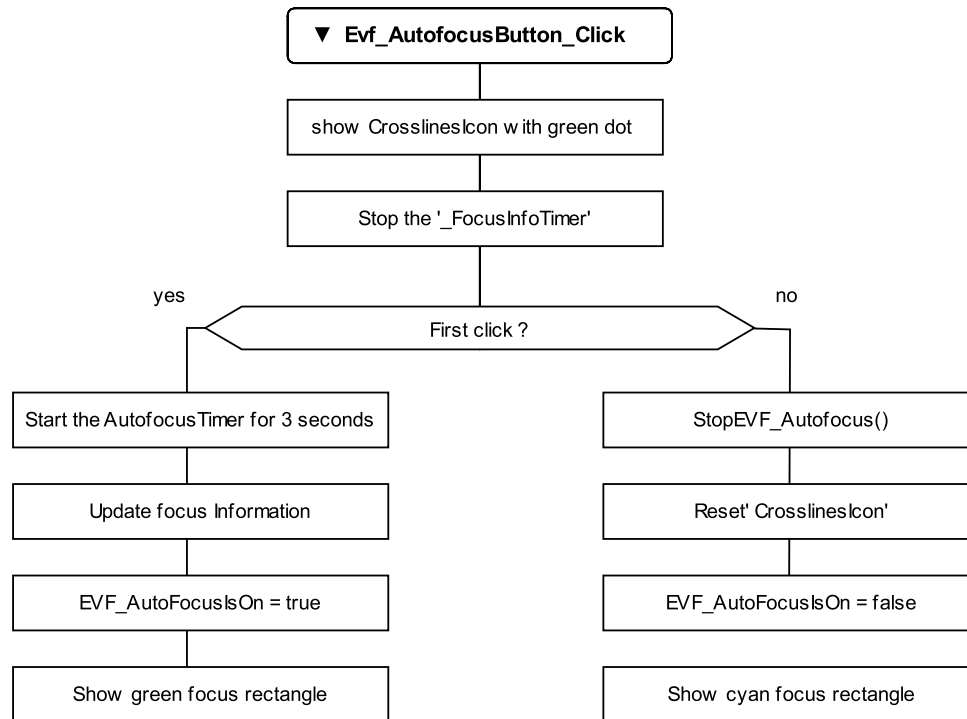 ▼ Evf_AutofocusButton_Click
show CrosslinesIcon with green dot
Stop the '_FocusInfoTimer'
yes
no
First click ?
Start the AutofocusTimer for 3 seconds
StopEVF_Autofocus()
Update focus Information
Reset' CrosslinesIcon'
EVF_AutoFocusIsOn = true
EVF_AutoFocusIsOn = false
Show green focus rectangle
Show cyan focus rectangle